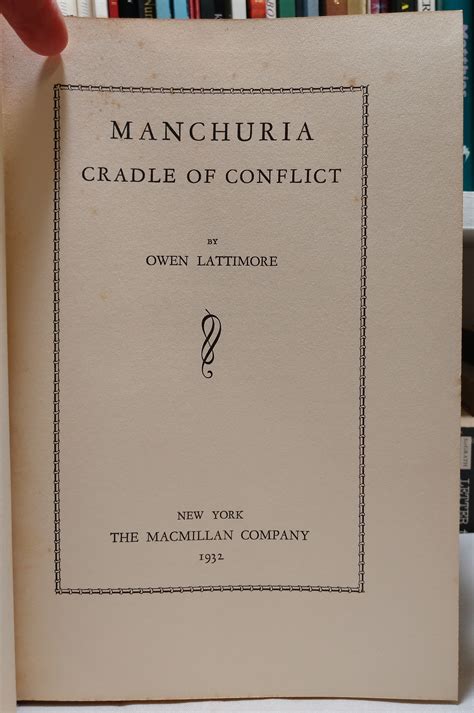 MANCHURIA
CRADLE OF CONFLICT
BY
OWEN LATTIMORE
NEW YORK
THE MACMILLAN COMPANY
1932